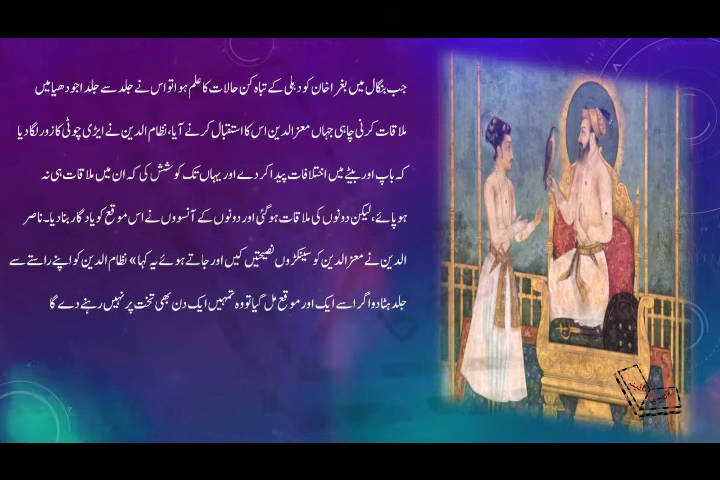 جب بنگال میں بغرا خان کو دہلی کے تباہ کن حالات کا علم ہوا تو اس نے جلد سے جلد اجودھیا میں
ملاقات کرنی چاہی جہاں معز الدین اس کا استقبال کرنے آیا، نظام الدین نے ایڑی چوٹی کا زور لگا دیا
کہ باپ اور بیٹے میں اختلافات پیدا کر دے اور یہاں تک کوشش کی کہ ان میں ملاقات ہی نہ
ہو پائے، لیکن دونوں کی ملاقات ہو گئی اور دونوں کے آنسووں نے اس موقع کو یادگار بنا دیا۔ ناصر
الدین نے معز الدین کو سینکڑوں نصیحتیں کیں اور جاتے ہوئے یہ کہا » نظام الدین کو اپنے راستے سے
جلد ہٹا دو اگر اسے ایک اور موقع مل گیا تو وہ تمہیں ایک دن بھی تخت پر نہیں رہنے دے گا